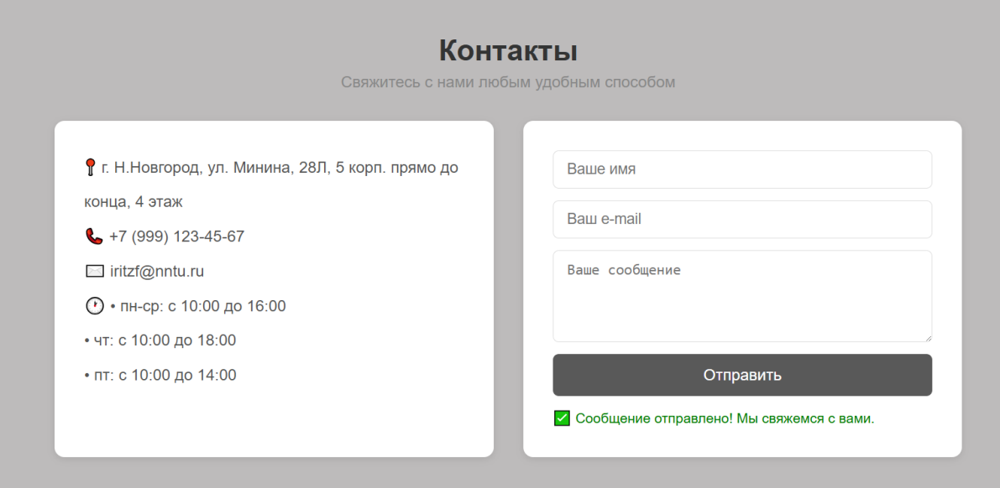 Контакты
Свяжитесь с нами любым удобным способом
📍 г. Н.Новгород, ул. Минина, 28Л, 5 корп. прямо до
конца, 4 этаж
📞 +7 (999) 123-45-67
✉️ iritzf@nntu.ru
🕐 • пн-ср: с 10:00 до 16:00
• чт: с 10:00 до 18:00
• пт: с 10:00 до 14:00
Ваше имя
Ваш e-mail
Ваше сообщение
Отправить
✅ Сообщение отправлено! Мы свяжемся с вами.